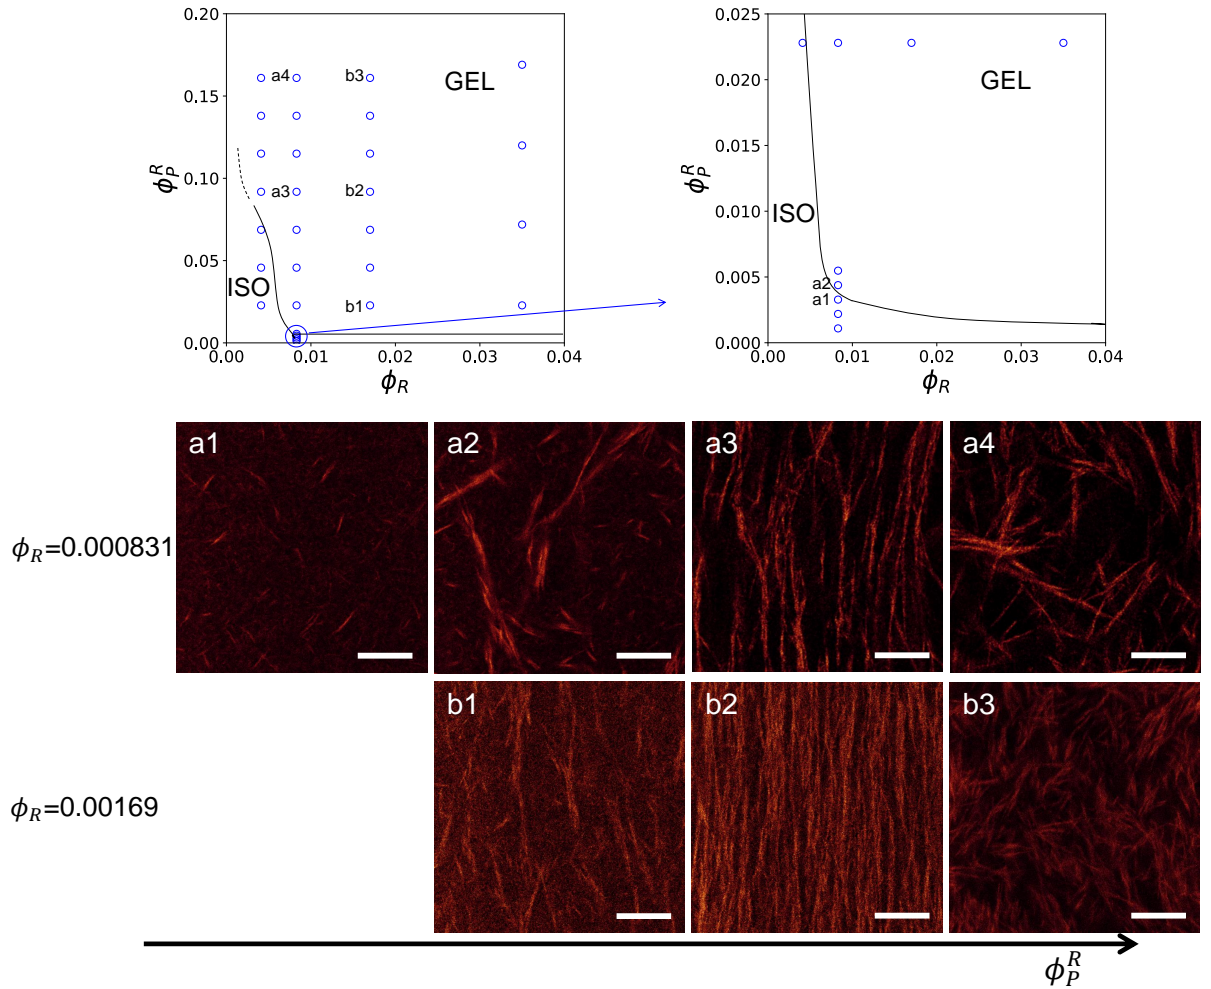 0.20
0.15
0.10
0.05
0.00
0.00 0.01 0.02 0.03 0.04
ϕ_P^R
ϕ_R
a4 b3 GEL
a3 b2
ISO
b1
0.025
0.020
0.015
0.010
0.005
0.000
0.00 0.01 0.02 0.03 0.04
ϕ_P^R
ϕ_R
GEL
ISO
a2
a1
ϕ_R=0.000831
a1 a2 a3 a4
ϕ_R=0.00169
b1 b2 b3
ϕ_P^R